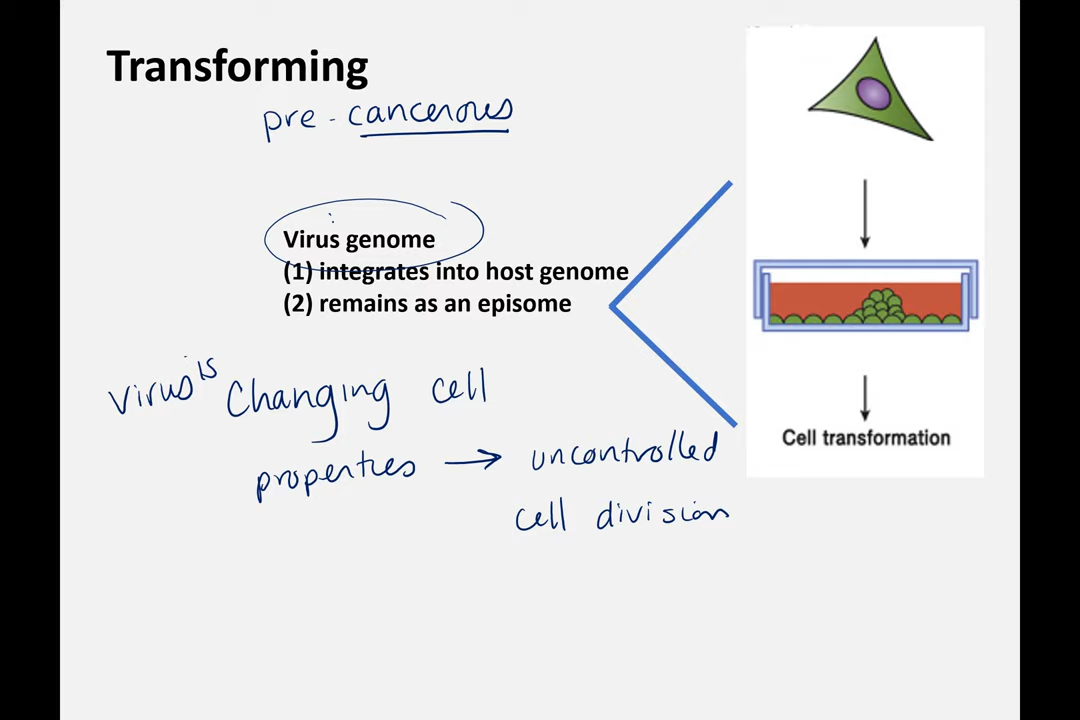 Transforming
pre-cancerous
Virus genome
(1) integrates into host genome
(2) remains as an episome
virus is changing cell
properties → uncontrolled
cell division
Cell transformation